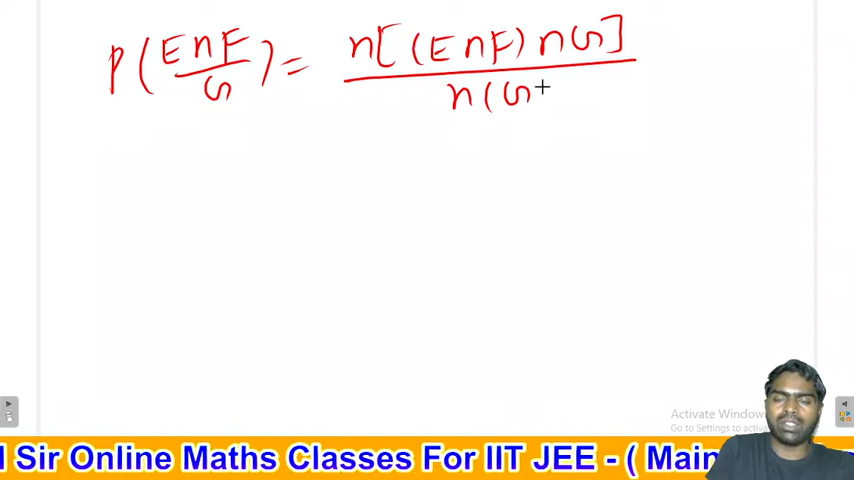 P(E∩F/G) = n[(E∩F)∩G]/n(G
Activate Window
Go to Settings to activa
l Sir Online Maths Classes For IIT JEE - ( Main